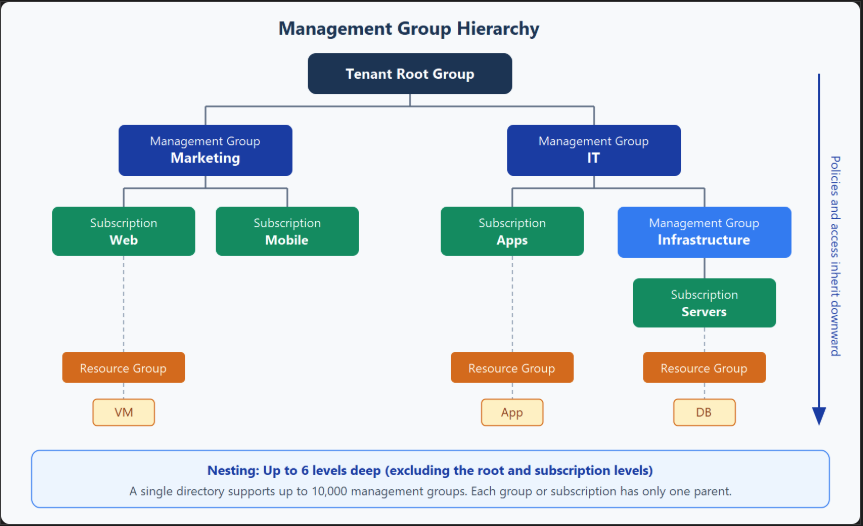 Management Group Hierarchy
Tenant Root Group
Management Group
Marketing
Management Group
IT
Subscription
Web
Subscription
Mobile
Subscription
Apps
Management Group
Infrastructure
Subscription
Servers
Resource Group
Resource Group
Resource Group
VM
App
DB
Policies and access inherit downward
Nesting: Up to 6 levels deep (excluding the root and subscription levels)
A single directory supports up to 10,000 management groups. Each group or subscription has only one parent.